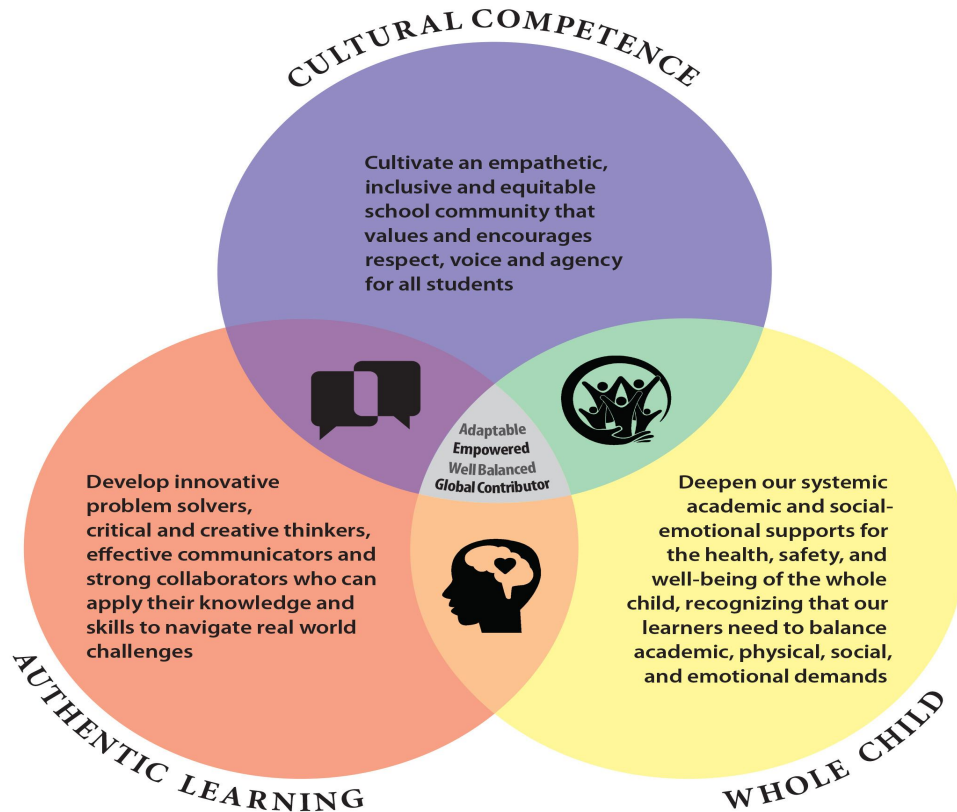 CULTURAL COMPETENCE
Cultivate an empathetic,
inclusive and equitable
school community that
values and encourages
respect, voice and agency
for all students
Adaptable
Empowered
Well Balanced
Global Contributor
Develop innovative
problem solvers,
critical and creative thinkers,
effective communicators and
strong collaborators who can
apply their knowledge and
skills to navigate real world
challenges
Deepen our systemic
academic and social-
emotional supports for
the health, safety, and
well-being of the whole
child, recognizing that our
learners need to balance
academic, physical, social,
and emotional demands
AUTHENTIC LEARNING
WHOLE CHILD